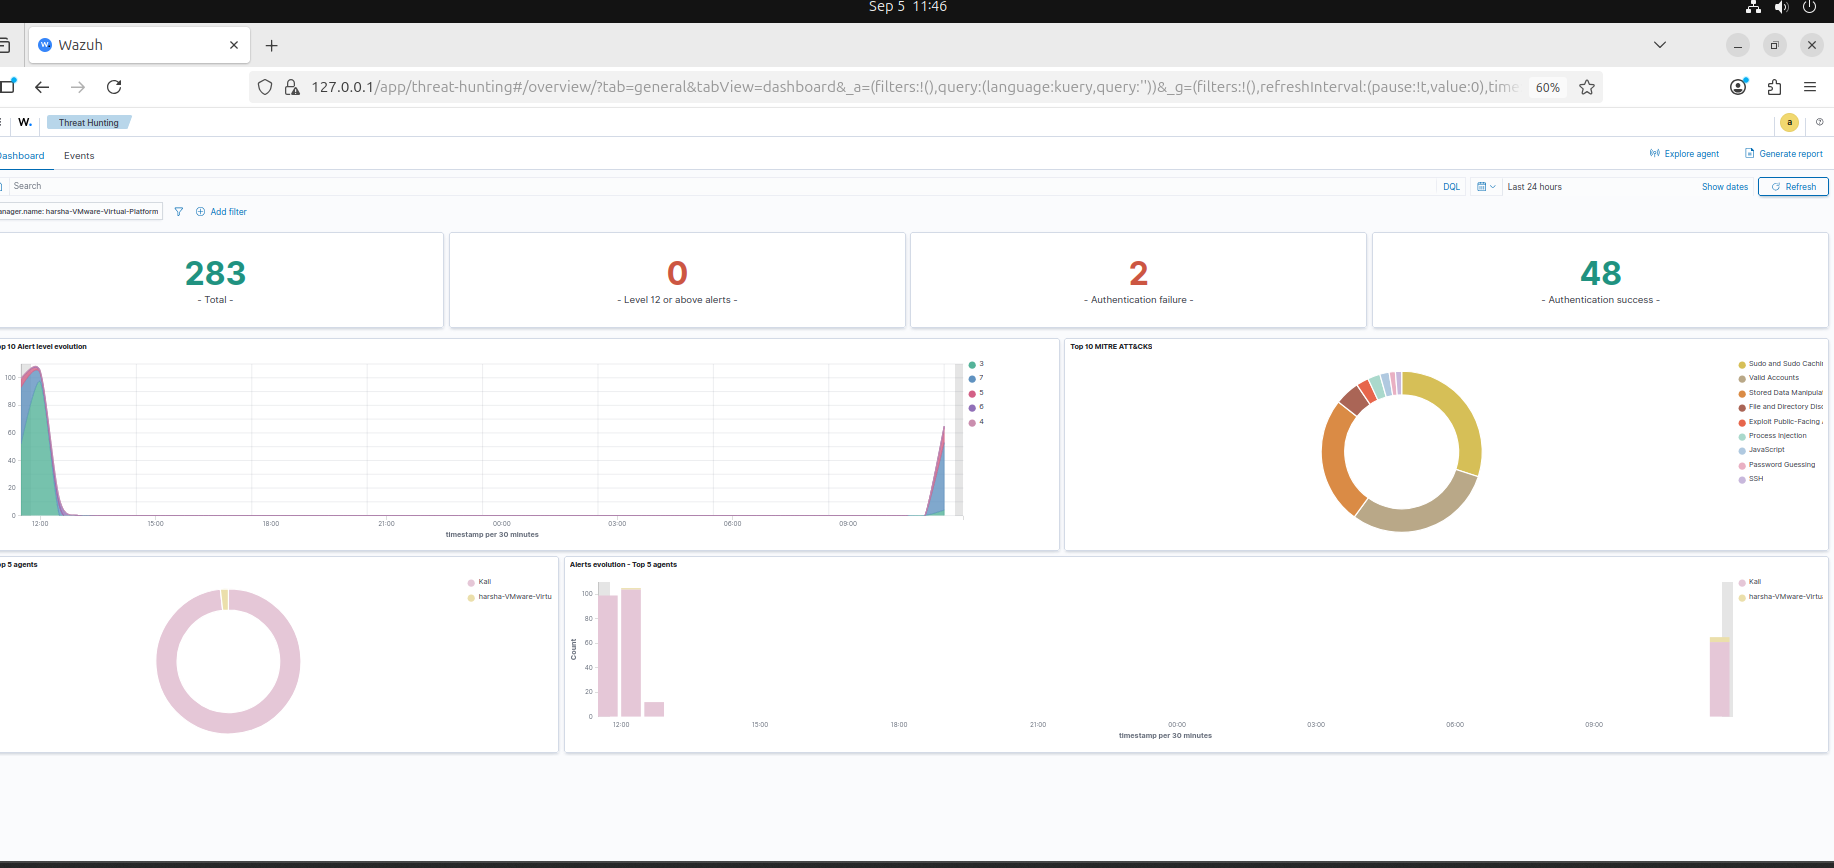 Sep 5 11:46
Wazuh
127.0.0.1/app/threat-hunting#/overview/?tab=general&tabView=dashboard&_a=(filters:!(),query:(language:kuery,query:''))&_g=(filters:!(),refreshInterval:(pause:!t,value:0),time
60%
W.
Threat Hunting
a
Dashboard
Events
Explore agent
Generate report
Search
DQL
Last 24 hours
Show dates
Refresh
anager.name: harsha-VMware-Virtual-Platform
Add filter
283
- Total -
0
- Level 12 or above alerts -
2
- Authentication failure -
48
- Authentication success -
op 10 Alert level evolution
100
80
60
40
20
0
12:00 15:00 18:00 21:00 00:00 03:00 06:00 09:00
timestamp per 30 minutes
3
7
5
6
4
Top 10 MITRE ATT&CKS
Sudo and Sudo Cachi
Valid Accounts
Stored Data Manipula
File and Directory Disc
Exploit Public-Facing
Process Injection
JavaScript
Password Guessing
SSH
op 5 agents
Kali
harsha-VMware-Virtu
Alerts evolution - Top 5 agents
Count
100
80
60
40
20
0
12:00 15:00 18:00 21:00 00:00 03:00 06:00 09:00
timestamp per 30 minutes
Kali
harsha-VMware-Virtu